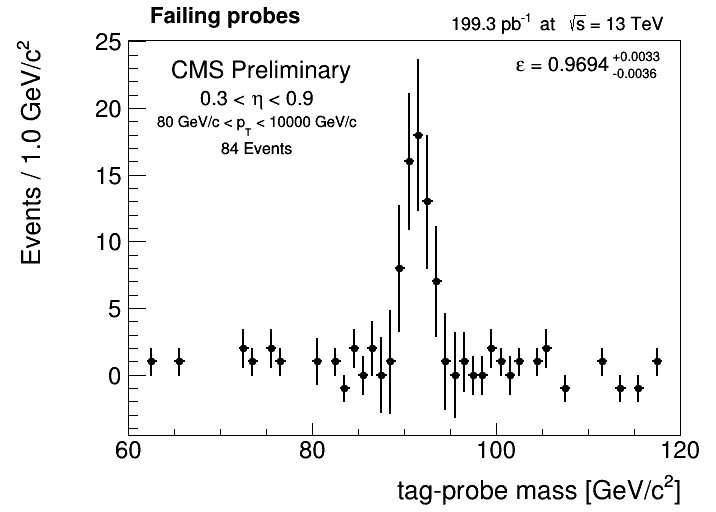 Failing probes
199.3 pb⁻¹ at √s = 13 TeV
CMS Preliminary
0.3 < η < 0.9
80 GeV/c < p_T < 10000 GeV/c
84 Events
ε = 0.9694 +0.0033 -0.0036
Events / 1.0 GeV/c²
25
20
15
10
5
0
60 80 100 120
tag-probe mass [GeV/c²]